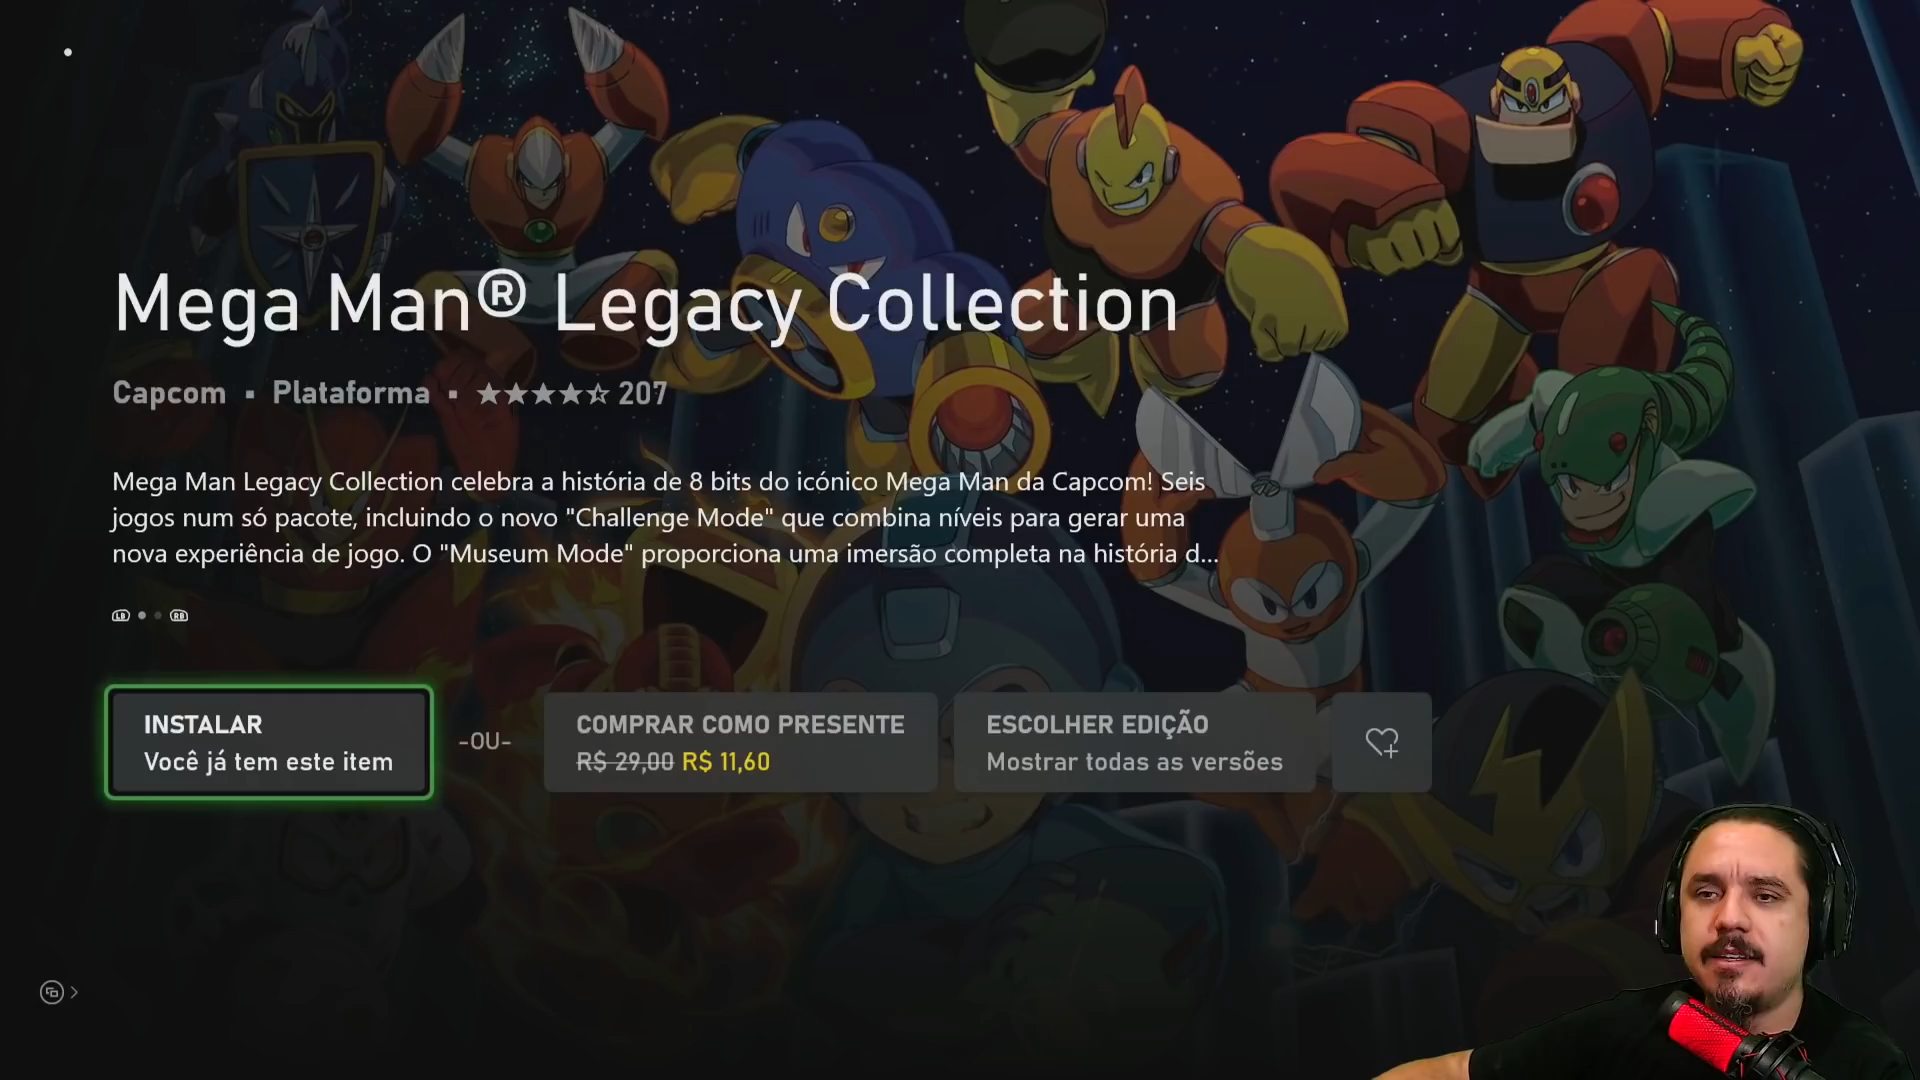 Mega Man® Legacy Collection
Capcom ▪ Plataforma ▪ ★★★★⯪ 207
Mega Man Legacy Collection celebra a história de 8 bits do icónico Mega Man da Capcom! Seis
jogos num só pacote, incluindo o novo "Challenge Mode" que combina níveis para gerar uma
nova experiência de jogo. O "Museum Mode" proporciona uma imersão completa na história d...
LB RB
INSTALAR
Você já tem este item
-OU-
COMPRAR COMO PRESENTE
R$ 29,00 R$ 11,60
ESCOLHER EDIÇÃO
Mostrar todas as versões